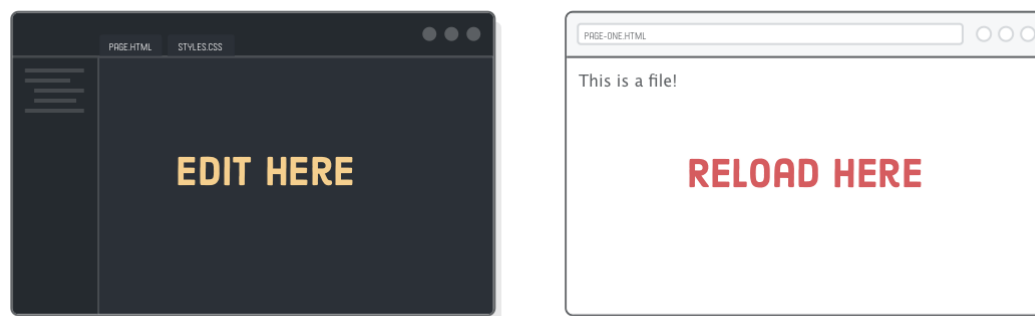 PAGE.HTML STYLES.CSS
EDIT HERE
PAGE-ONE.HTML
This is a file!
RELOAD HERE